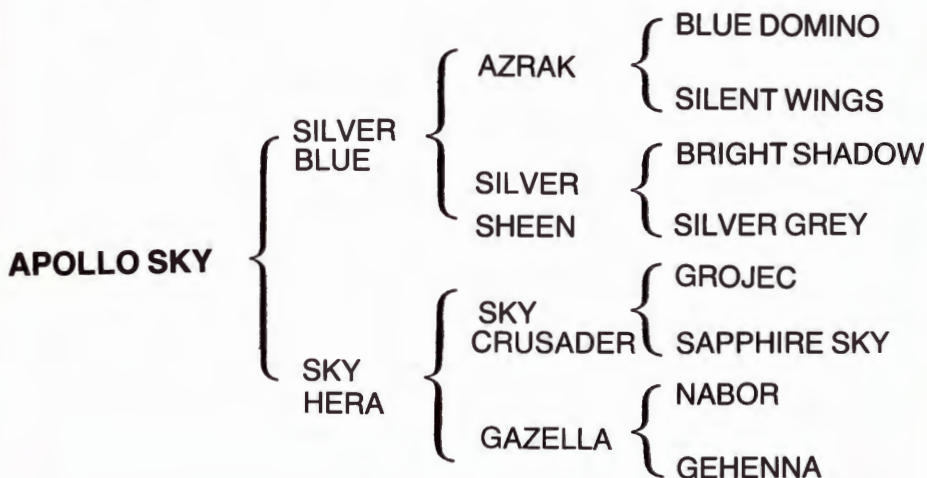 APOLLO SKY
SILVER
BLUE
AZRAK
BLUE DOMINO
SILENT WINGS
SILVER
SHEEN
BRIGHT SHADOW
SILVER GREY
SKY
HERA
SKY
CRUSADER
GROJEC
SAPPHIRE SKY
GAZELLA
NABOR
GEHENNA